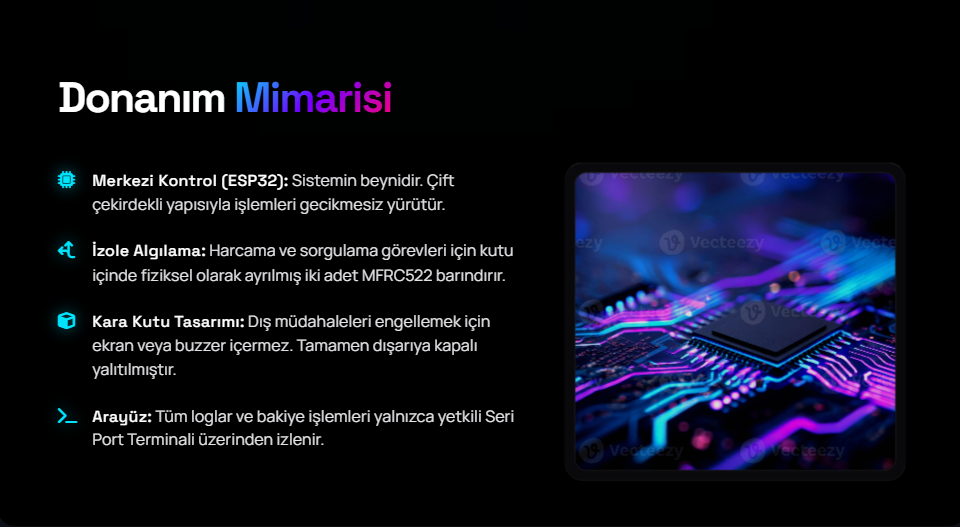 Donanım Mimarisi
Merkezi Kontrol (ESP32): Sistemin beynidir. Çift
çekirdekli yapısıyla işlemleri gecikmesiz yürütür.
İzole Algılama: Harcama ve sorgulama görevleri için kutu
içinde fiziksel olarak ayrılmış iki adet MFRC522 barındırır.
Kara Kutu Tasarımı: Dış müdahaleleri engellemek için
ekran veya buzzer içermez. Tamamen dışarıya kapalı
yalıtılmıştır.
Arayüz: Tüm loglar ve bakiye işlemleri yalnızca yetkili Seri
Port Terminali üzerinden izlenir.
Vecteezy
Vecteezy
Vecteezy
Vecteezy